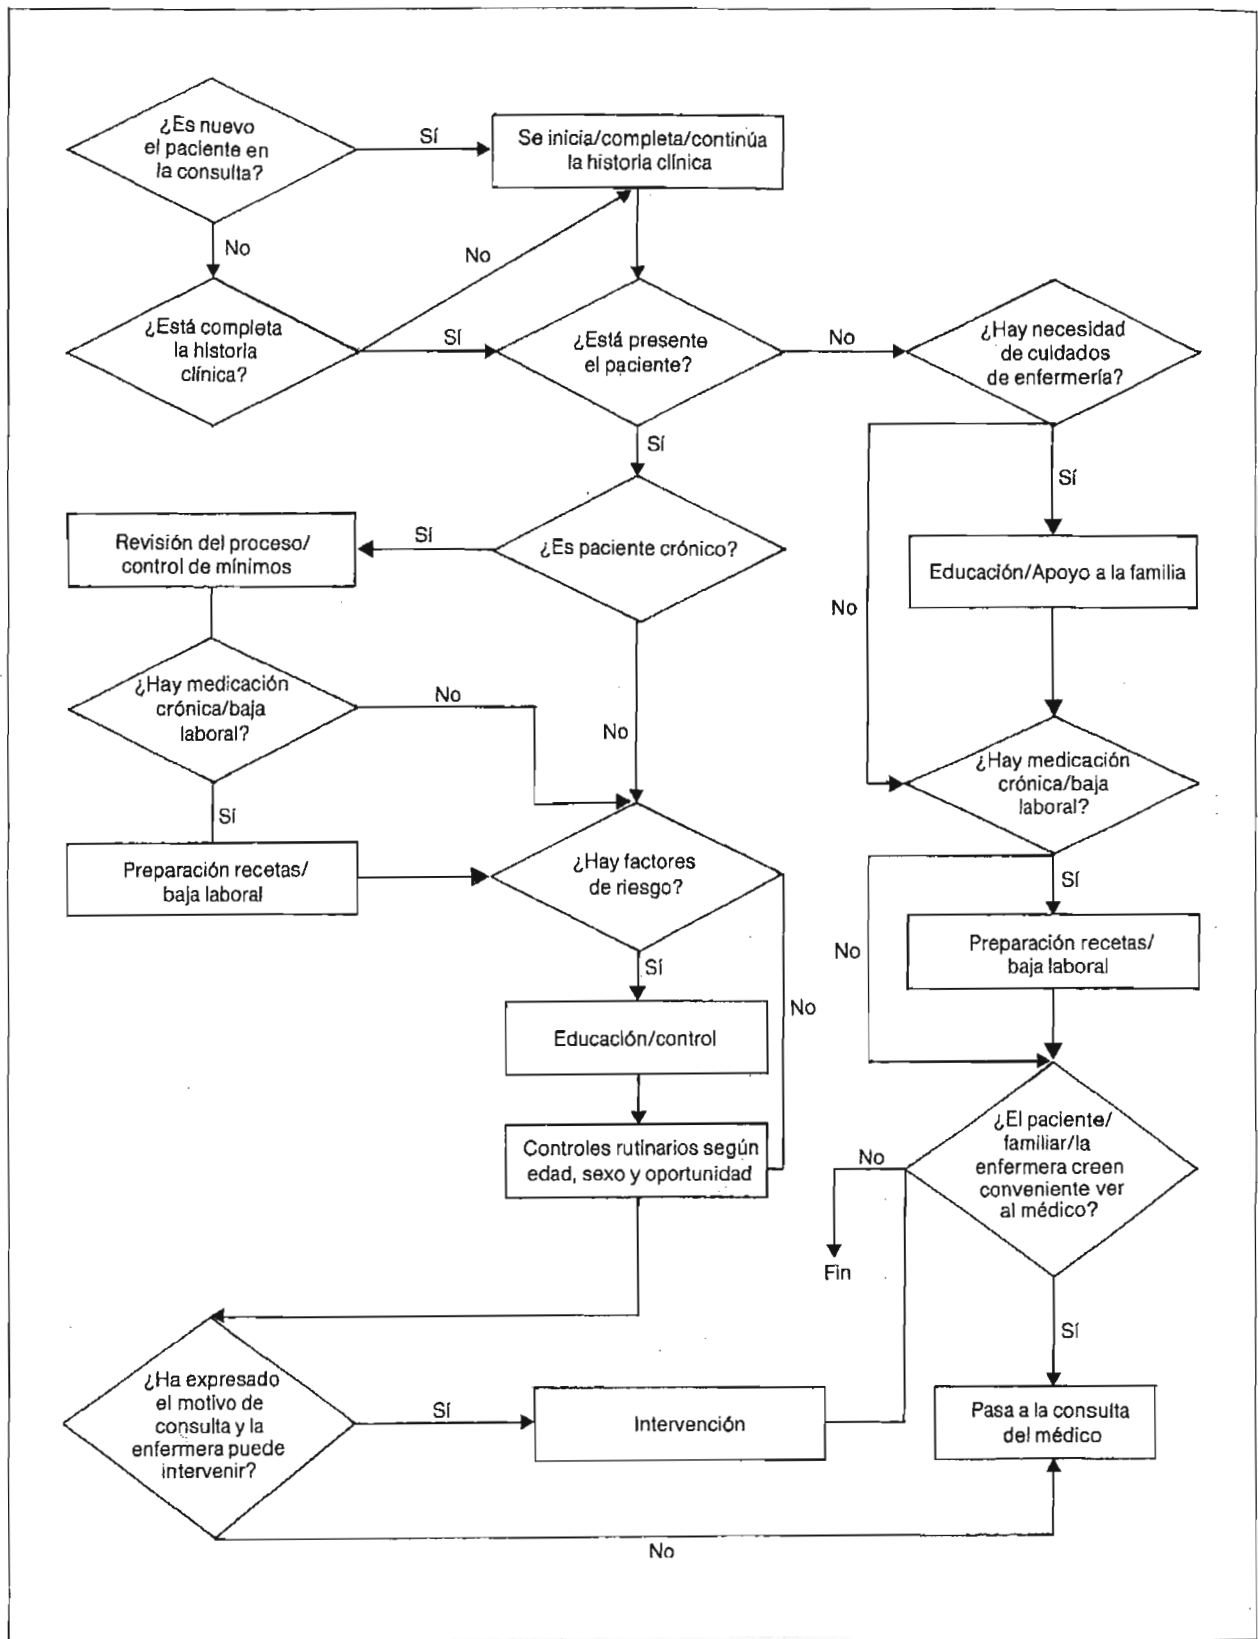 ¿Es nuevo
el paciente en
la consulta?
Sí
Se inicia/completa/continúa
la historia clínica
No
No
¿Está completa
la historia
clínica?
Sí
¿Está presente
el paciente?
No
¿Hay necesidad
de cuidados
de enfermería?
Sí
Sí
Revisión del proceso/
control de mínimos
Sí
¿Es paciente crónico?
Educación/Apoyo a la familia
No
¿Hay medicación
crónica/baja
laboral?
No
No
¿Hay medicación
crónica/baja
laboral?
Sí
Preparación recetas/
baja laboral
¿Hay factores
de riesgo?
Sí
No
Preparación recetas/
baja laboral
Sí
No
Educación/control
Controles rutinarios según
edad, sexo y oportunidad
No
¿El paciente/
familiar/la
enfermera creen
conveniente ver
al médico?
Fin
Sí
¿Ha expresado
el motivo de
consulta y la
enfermera puede
intervenir?
Sí
Intervención
Pasa a la consulta
del médico
No